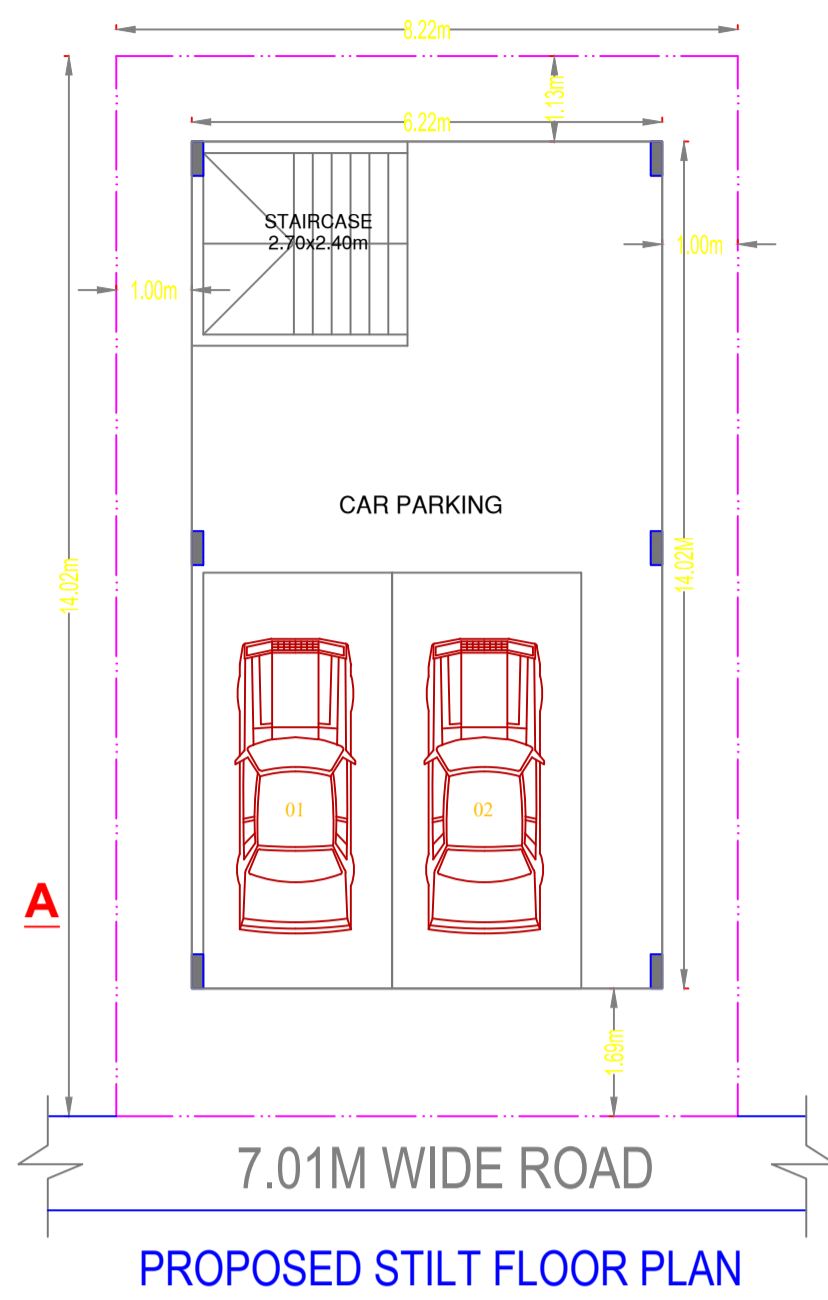 8.22m
1.13m
6.22m
STAIRCASE
2.70x2.40m
1.00m
1.00m
CAR PARKING
14.02m
14.02M
01
02
A
1.69m
7.01M WIDE ROAD
PROPOSED STILT FLOOR PLAN